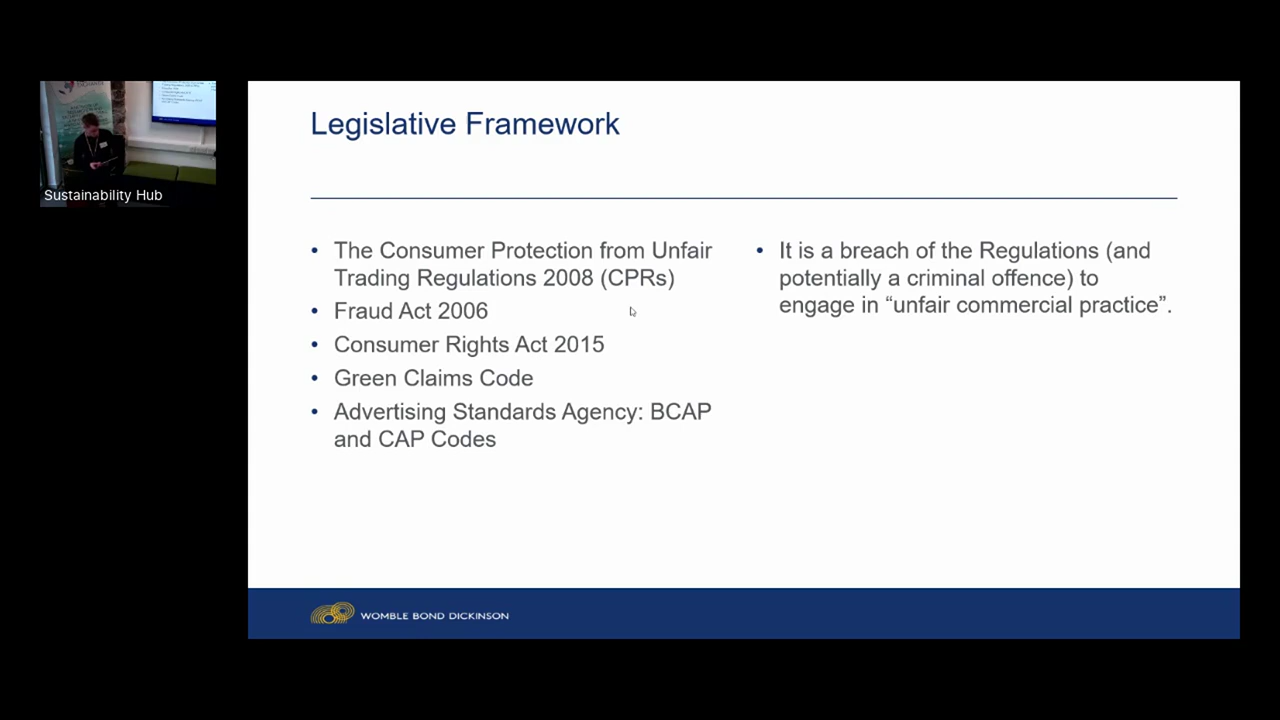 Sustainability Hub
Legislative Framework
• The Consumer Protection from Unfair
Trading Regulations 2008 (CPRs)
• Fraud Act 2006
• Consumer Rights Act 2015
• Green Claims Code
• Advertising Standards Agency: BCAP
and CAP Codes
• It is a breach of the Regulations (and
potentially a criminal offence) to
engage in “unfair commercial practice”.
WOMBLE BOND DICKINSON